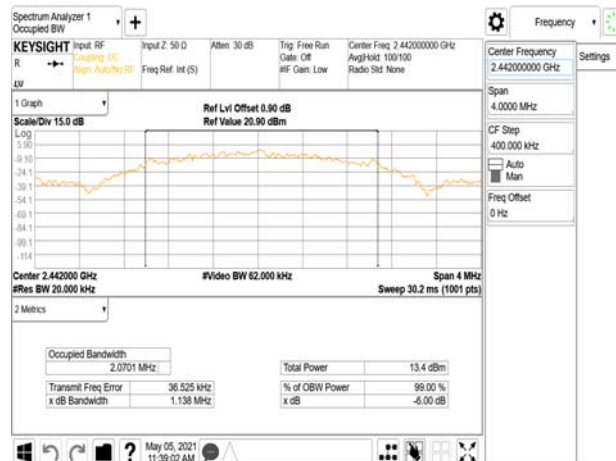 Spectrum Analyzer 1
Occupied BW
Frequency
KEYSIGHT
Input: RF
Coupling: DC
Align: Auto/No RF
Input Z: 50 Ω
Freq Ref: Int (S)
Atten: 30 dB
Trig: Free Run
Gate: Off
#IF Gain: Low
Center Freq: 2.442000000 GHz
Avg|Hold: 100/100
Radio Std: None
R
LXI
1 Graph
Scale/Div 15.0 dB
Ref Lvl Offset 0.90 dB
Ref Value 20.90 dBm
Log
5.90
-9.10
-24.1
-39.1
-54.1
-69.1
-84.1
-99.1
-114
Center 2.442000 GHz
#Res BW 20.000 kHz
#Video BW 62.000 kHz
Span 4 MHz
Sweep 30.2 ms (1001 pts)
2 Metrics
Occupied Bandwidth
2.0701 MHz
Transmit Freq Error 36.525 kHz
x dB Bandwidth 1.138 MHz
Total Power 13.4 dBm
% of OBW Power 99.00 %
x dB -6.00 dB
Center Frequency
2.442000000 GHz
Settings
Span
4.0000 MHz
CF Step
400.000 kHz
Auto
Man
Freq Offset
0 Hz
?
May 05, 2021
11:39:02 AM